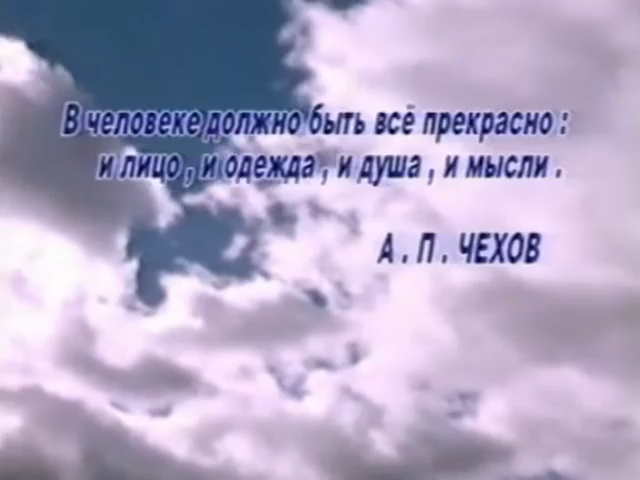 В человеке должно быть всё прекрасно :
и лицо , и одежда , и душа , и мысли .
А . П . ЧЕХОВ